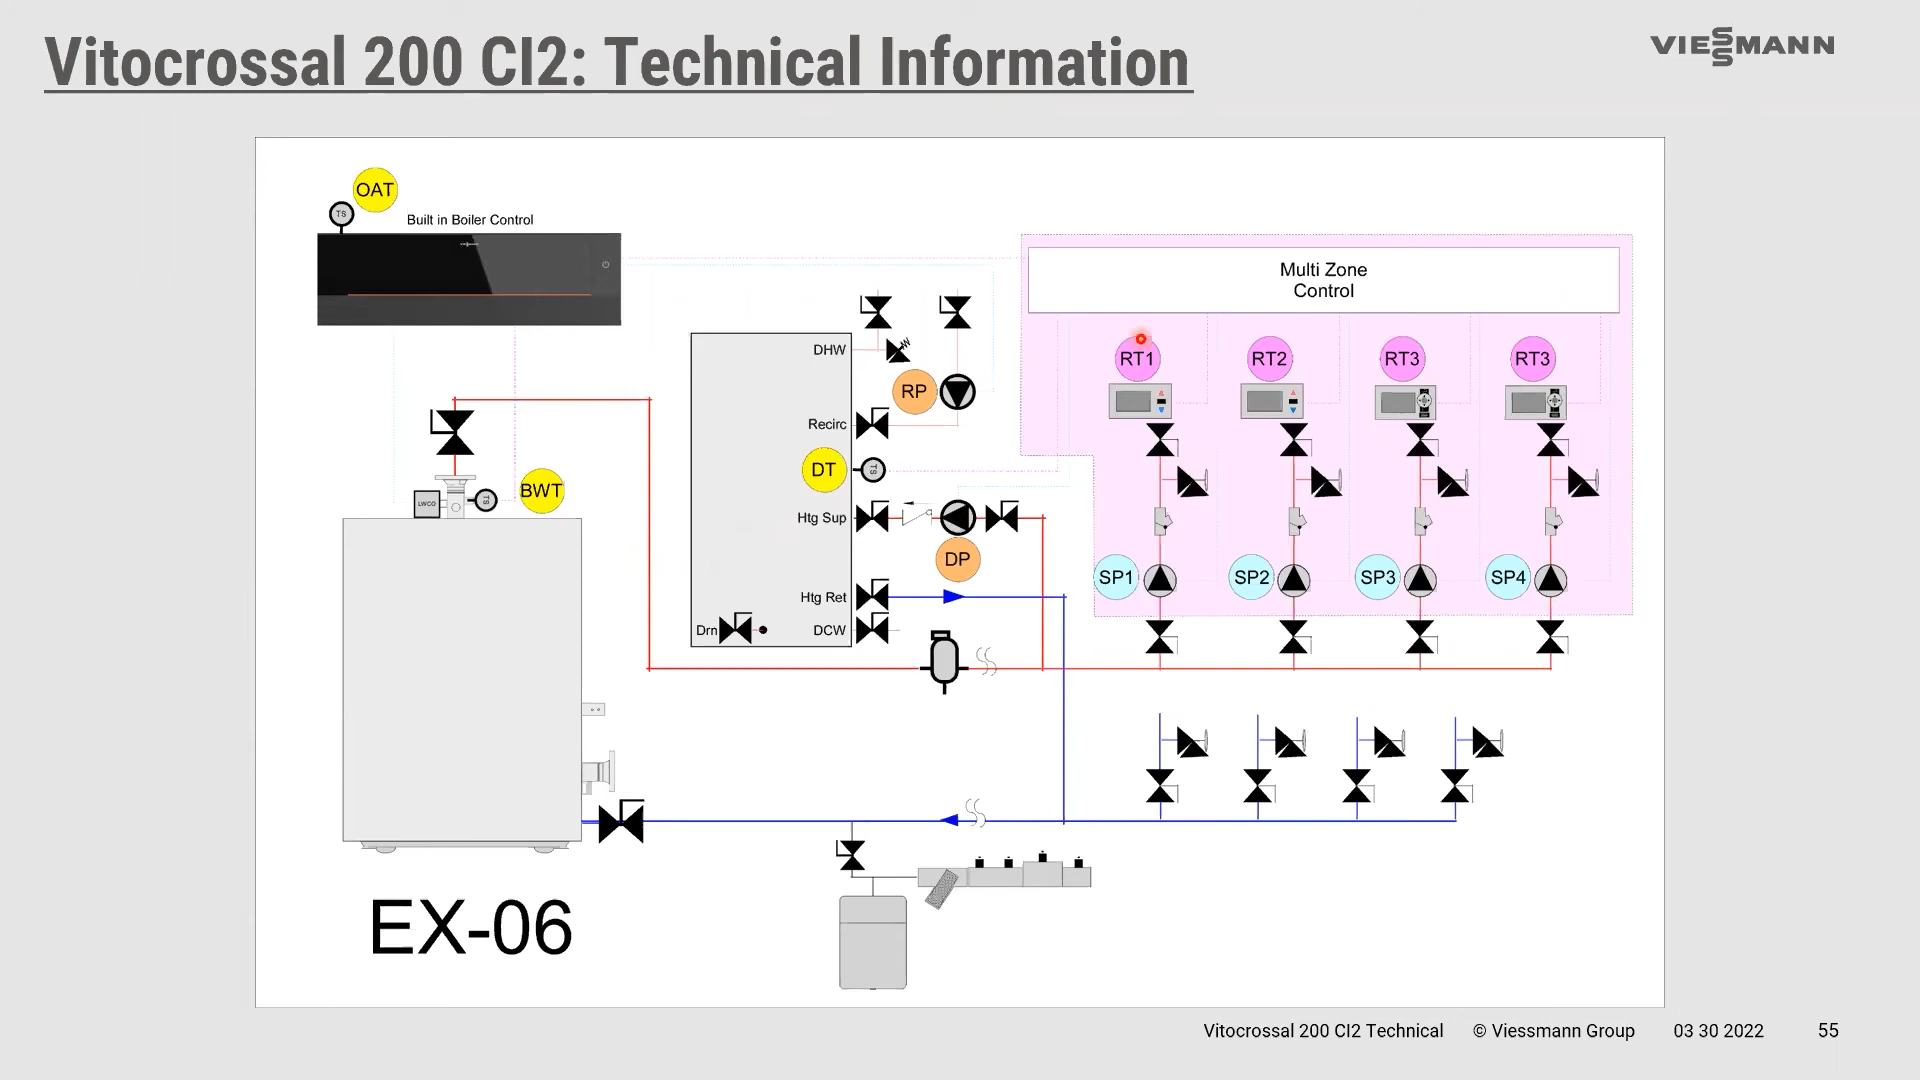 Vitocrossal 200 CI2: Technical Information
VIESSMANN
OAT
TS
Built in Boiler Control
Multi Zone
Control
DHW
RT1
RT2
RT3
RT3
RP
Recirc
DT
TS
BWT
LWCO
TS
Htg Sup
DP
SP1
SP2
SP3
SP4
Htg Ret
Drn
DCW
EX-06
Vitocrossal 200 CI2 Technical © Viessmann Group 03 30 2022 55